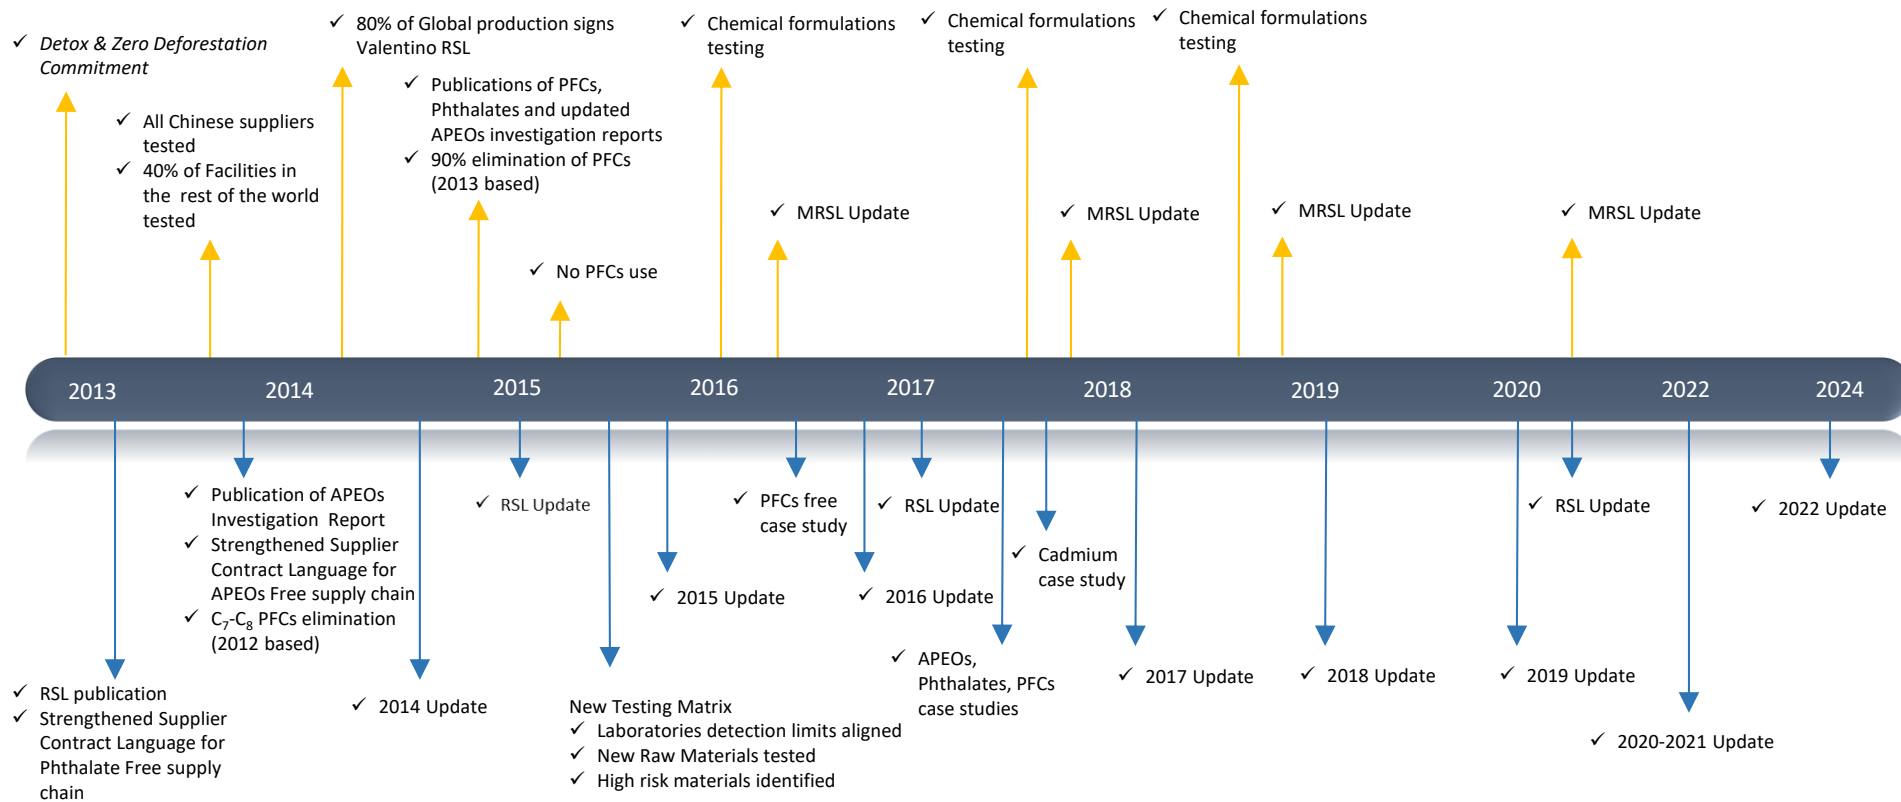 Detox & Zero Deforestation
Commitment
All Chinese suppliers
tested
40% of Facilities in
the rest of the world
tested
80% of Global production signs
Valentino RSL
Publications of PFCs,
Phthalates and updated
APEOs investigation reports
90% elimination of PFCs
(2013 based)
No PFCs use
Chemical formulations
testing
MRSL Update
Chemical formulations
testing
MRSL Update
Chemical formulations
testing
MRSL Update
MRSL Update
2013
2014
2015
2016
2017
2018
2019
2020
2022
2024
RSL publication
Strengthened Supplier
Contract Language for
Phthalate Free supply
chain
Publication of APEOs
Investigation Report
Strengthened Supplier
Contract Language for
APEOs Free supply chain
C₇-C₈ PFCs elimination
(2012 based)
2014 Update
RSL Update
New Testing Matrix
Laboratories detection limits aligned
New Raw Materials tested
High risk materials identified
2015 Update
PFCs free
case study
2016 Update
RSL Update
APEOs,
Phthalates, PFCs
case studies
Cadmium
case study
2017 Update
2018 Update
2019 Update
RSL Update
2020-2021 Update
2022 Update